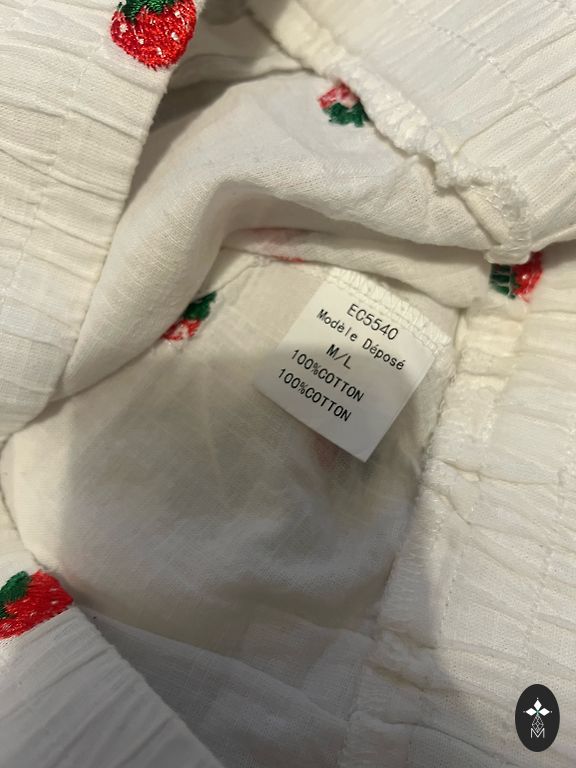 EC5540
Modèle Déposé
M/L
100%COTTON
100%COTTON
M